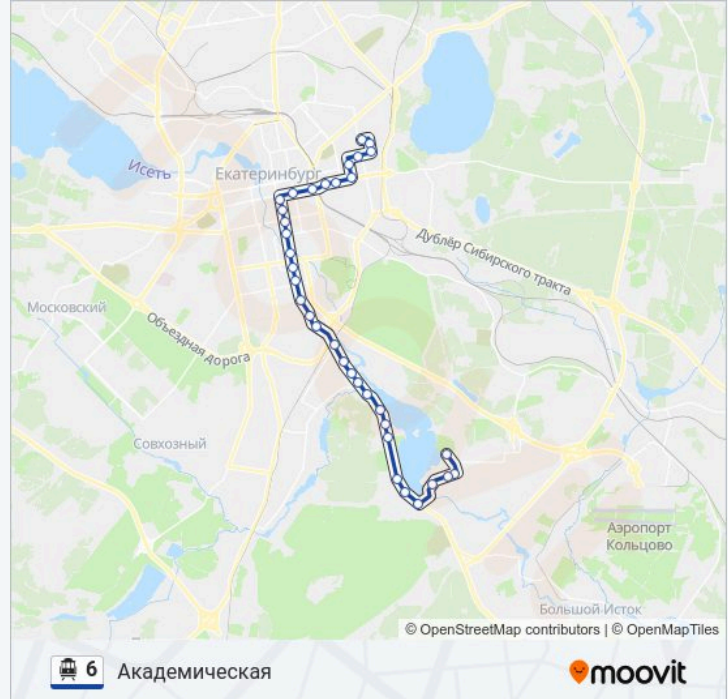 Исеть
Екатеринбург
Дублёр Сибирского тракта
Московский
Объездная дорога
Совхозный
Аэропорт
Кольцово
Большой Исток
© OpenStreetMap contributors | © OpenMapTiles
6 Академическая
moovit